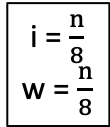 i = n/8
w = n/8